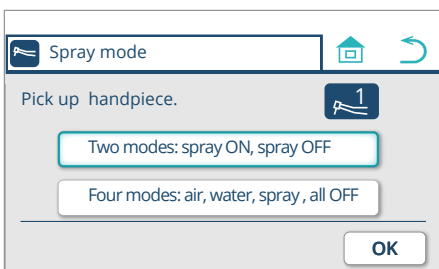 Spray mode
Pick up handpiece.
1
Two modes: spray ON, spray OFF
Four modes: air, water, spray , all OFF
OK